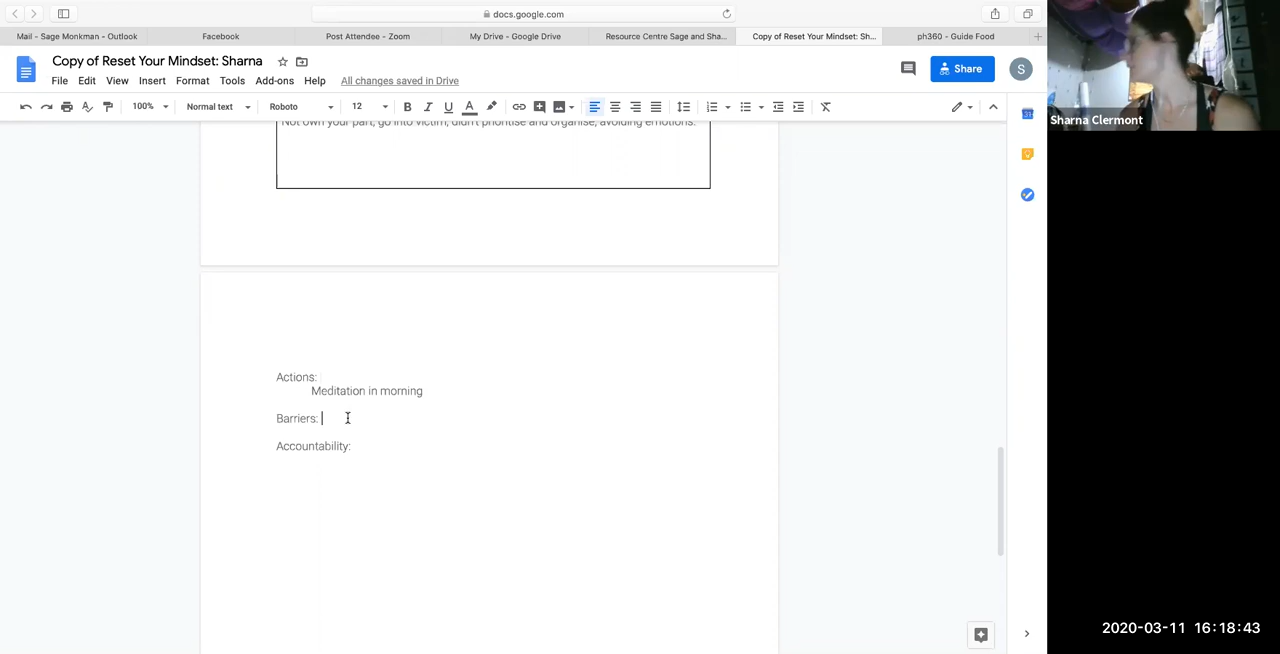 docs.google.com
Mail - Sage Monkman - Outlook
Facebook
Post Attendee - Zoom
My Drive - Google Drive
Resource Centre Sage and Sha...
Copy of Reset Your Mindset: Sh...
ph360 - Guide Food
Copy of Reset Your Mindset: Sharna
File Edit View Insert Format Tools Add-ons Help All changes saved in Drive
Share
S
100% Normal text Roboto 12 B I U A
31
Not own your part, go into victim, didn't prioritise and organise, avoiding emotions.
Sharna Clermont
Actions:
Meditation in morning
Barriers:
Accountability:
2020-03-11 16:18:43